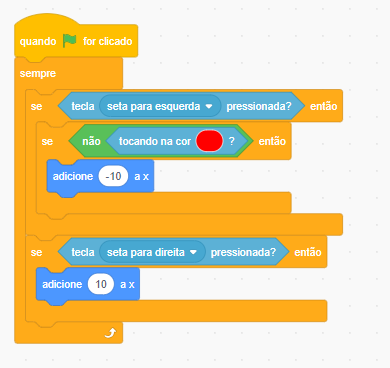 quando for clicado
sempre
se tecla seta para esquerda pressionada? então
se não tocando na cor ? então
adicione -10 a x
se tecla seta para direita pressionada? então
adicione 10 a x